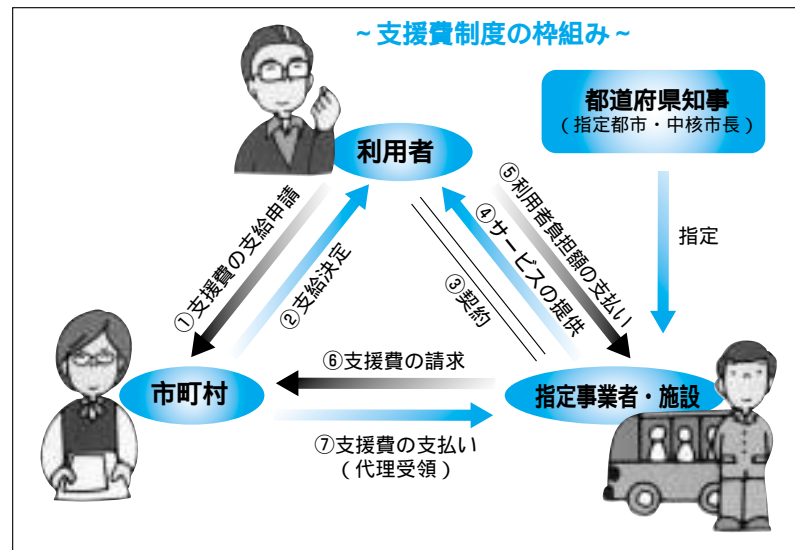 ~支援費制度の枠組み~
都道府県知事
(指定都市・中核市長)
利用者
指定
①支援費の支給申請
②支給決定
③契約
④サービスの提供
⑤利用者負担額の支払い
⑥支援費の請求
市町村
指定事業者・施設
⑦支援費の支払い
(代理受領)